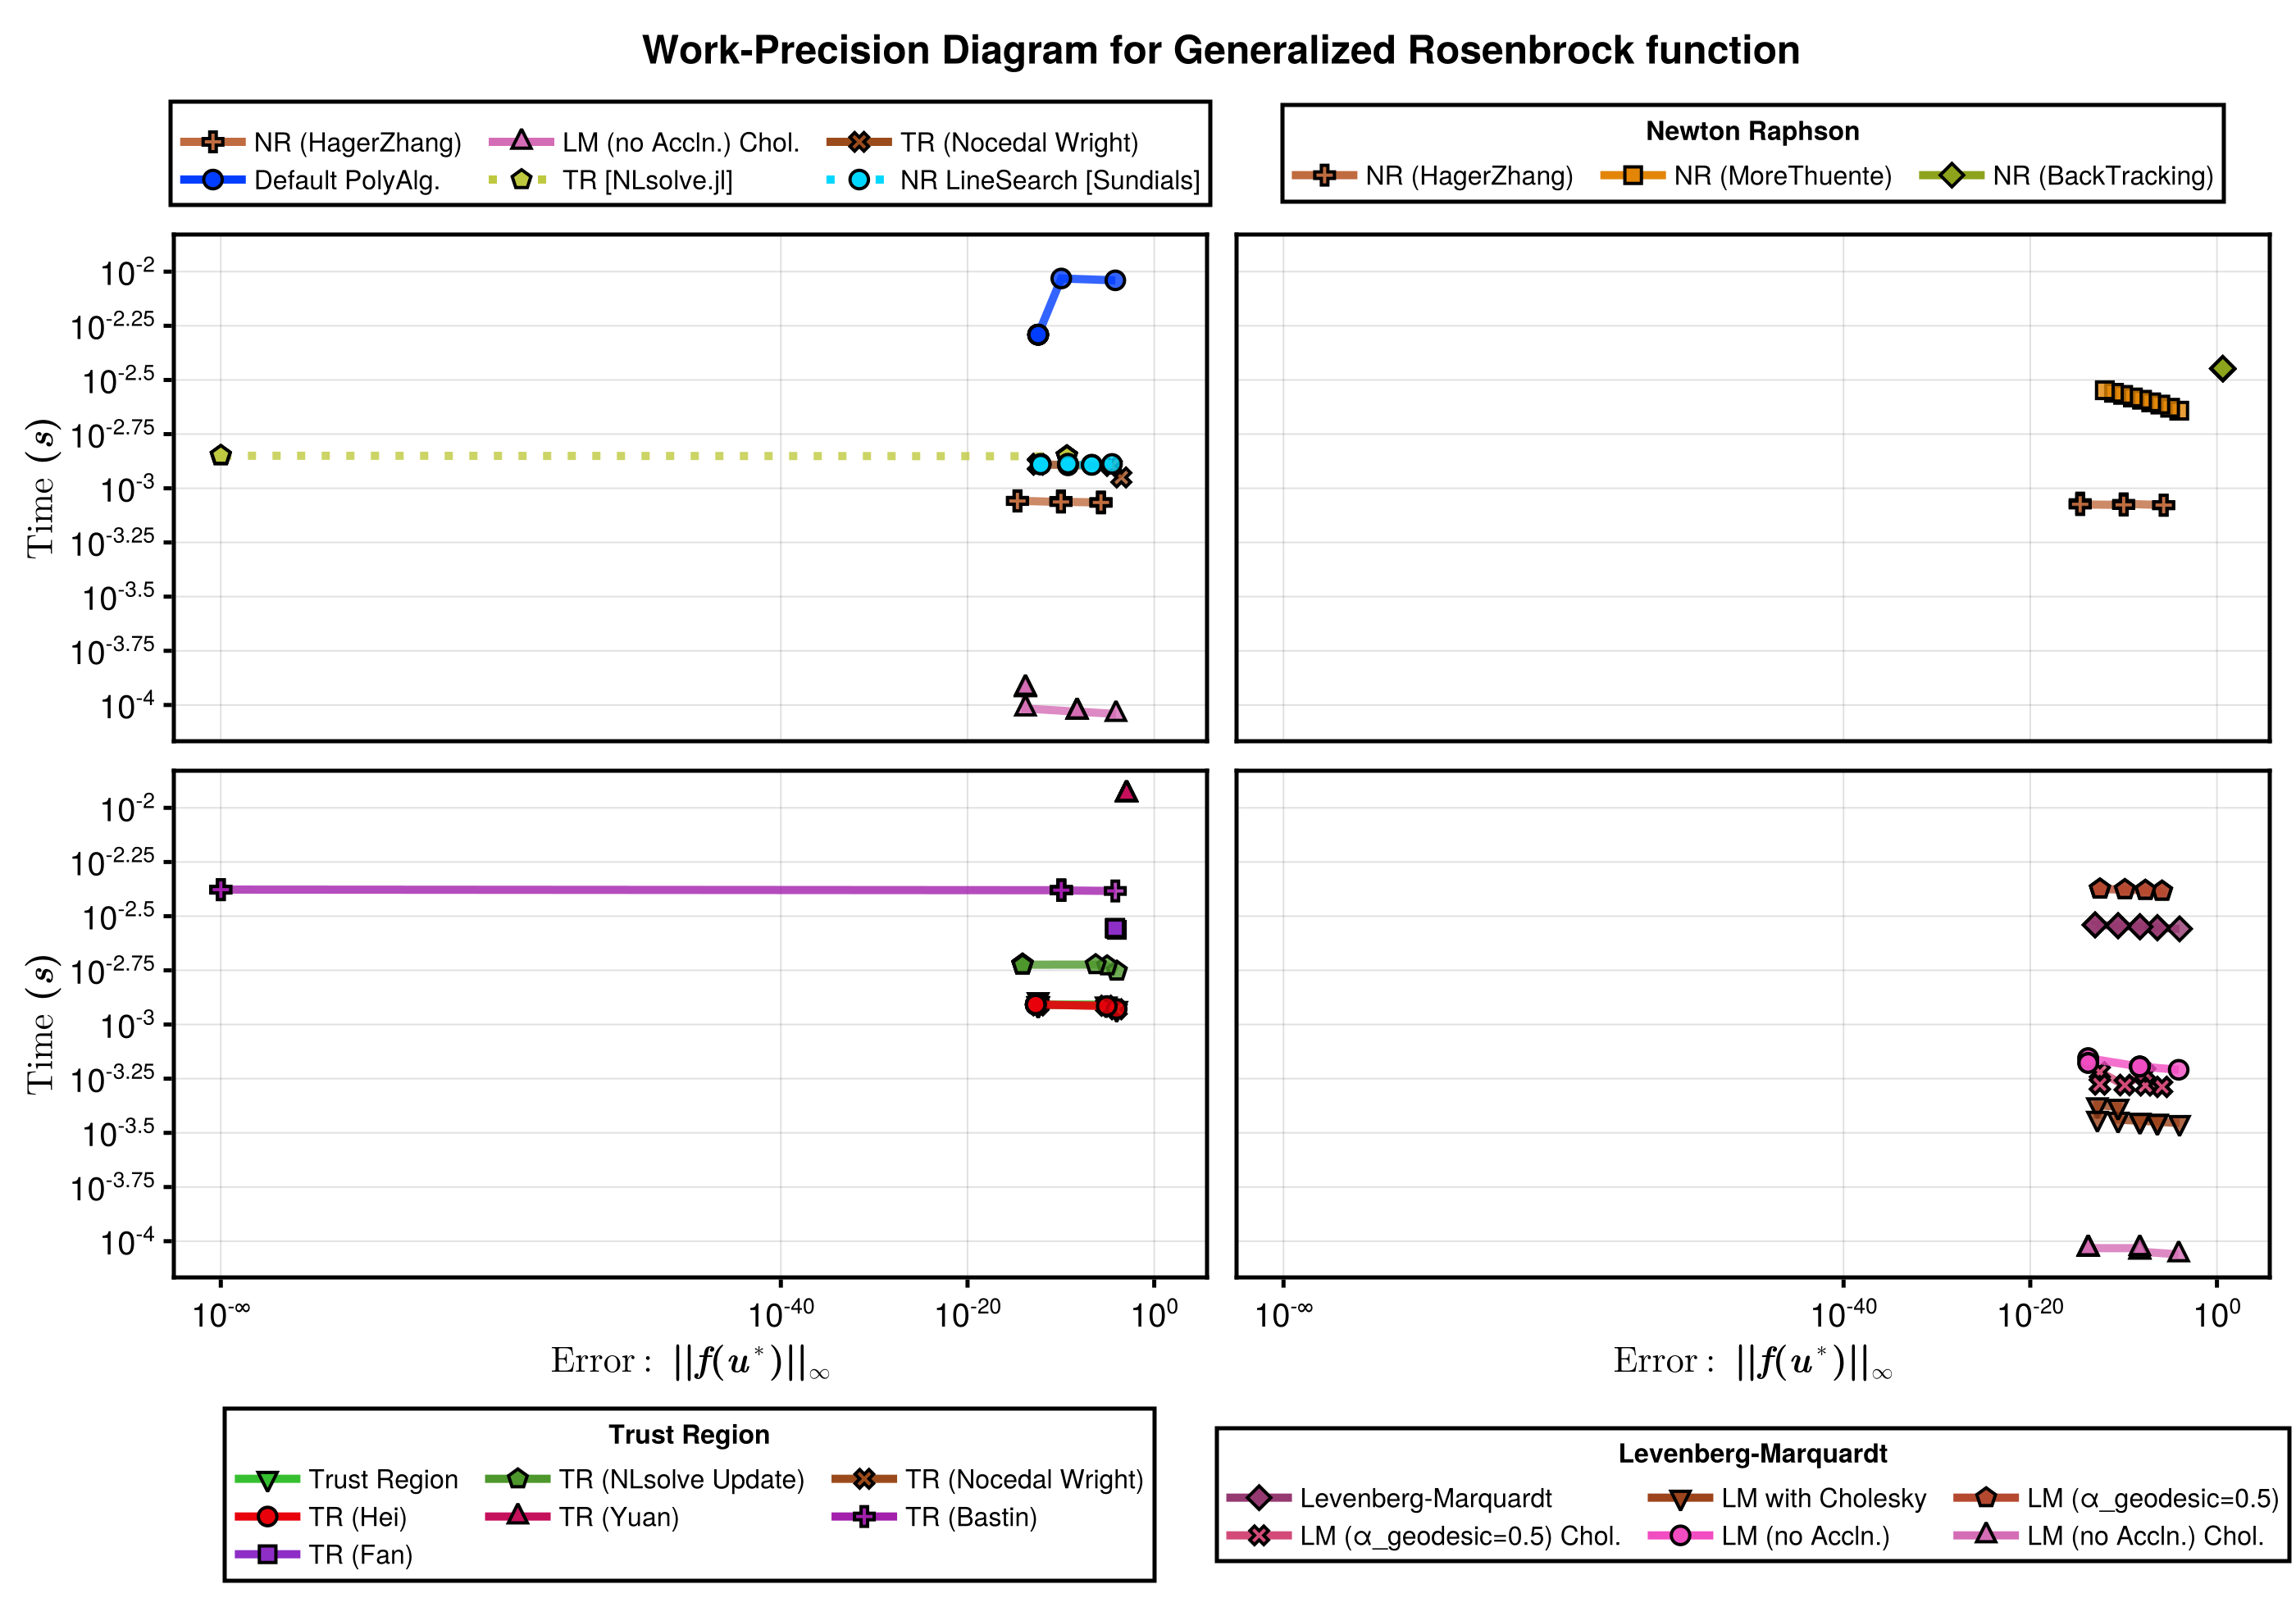 Work-Precision Diagram for Generalized Rosenbrock function
NR (HagerZhang) LM (no Accln.) Chol. TR (Nocedal Wright)
Default PolyAlg. TR [NLsolve.jl] NR LineSearch [Sundials]
Newton Raphson
NR (HagerZhang) NR (MoreThuente) NR (BackTracking)
Time (s)
10^-2
10^-2.25
10^-2.5
10^-2.75
10^-3
10^-3.25
10^-3.5
10^-3.75
10^-4
Time (s)
10^-2
10^-2.25
10^-2.5
10^-2.75
10^-3
10^-3.25
10^-3.5
10^-3.75
10^-4
10^-∞ 10^-40 10^-20 10^0
10^-∞ 10^-40 10^-20 10^0
Error: ||f(u*)||∞
Error: ||f(u*)||∞
Trust Region
Trust Region TR (NLsolve Update) TR (Nocedal Wright)
TR (Hei) TR (Yuan) TR (Bastin)
TR (Fan)
Levenberg-Marquardt
Levenberg-Marquardt LM with Cholesky LM (α_geodesic=0.5)
LM (α_geodesic=0.5) Chol. LM (no Accln.) LM (no Accln.) Chol.